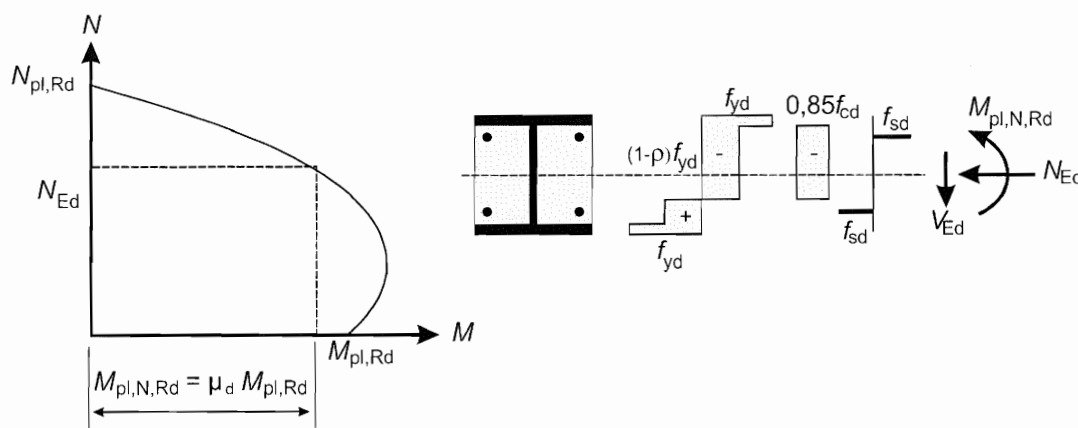 N
N_pl,Rd
N_Ed
M_pl,Rd
M
M_pl,N,Rd = μ_d M_pl,Rd
f_yd
0,85f_cd
f_sd
M_pl,N,Rd
(1-ρ)f_yd
-
-
N_Ed
+
f_yd
f_sd
V_Ed